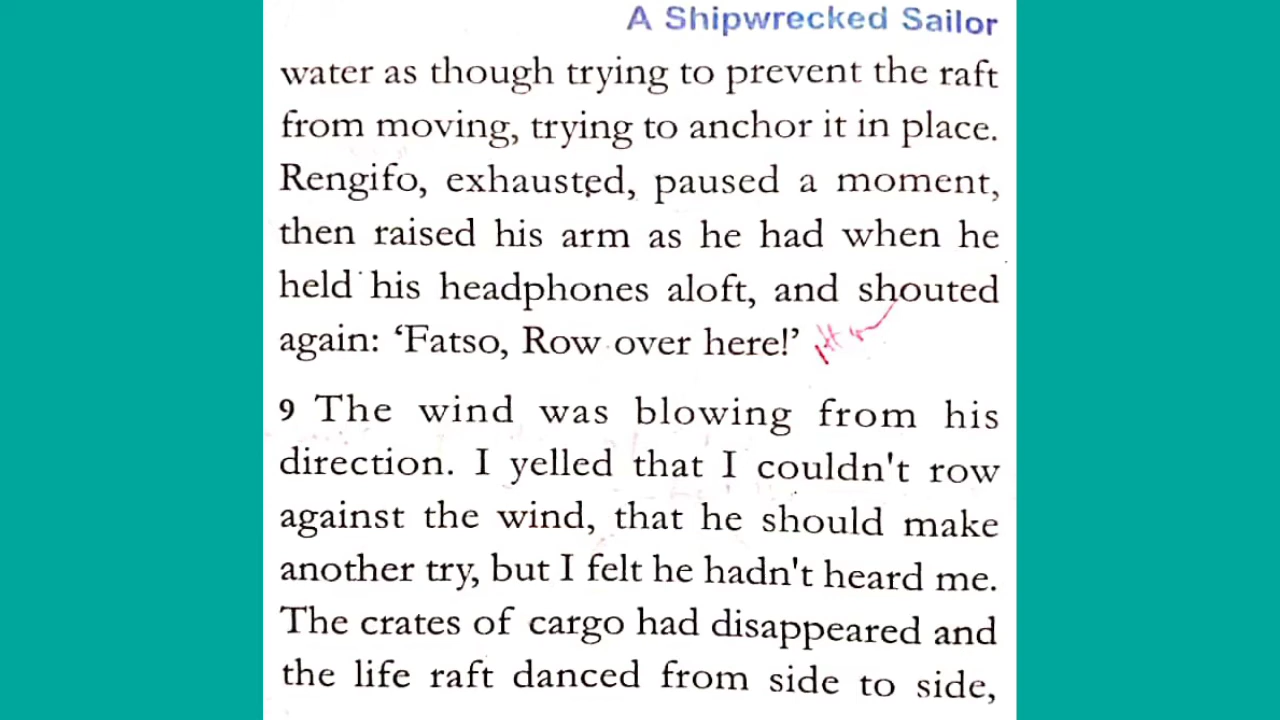 A Shipwrecked Sailor
water as though trying to prevent the raft
from moving, trying to anchor it in place.
Rengifo, exhausted, paused a moment,
then raised his arm as he had when he
held his headphones aloft, and shouted
again: ‘Fatso, Row over here!’
9 The wind was blowing from his
direction. I yelled that I couldn't row
against the wind, that he should make
another try, but I felt he hadn't heard me.
The crates of cargo had disappeared and
the life raft danced from side to side,